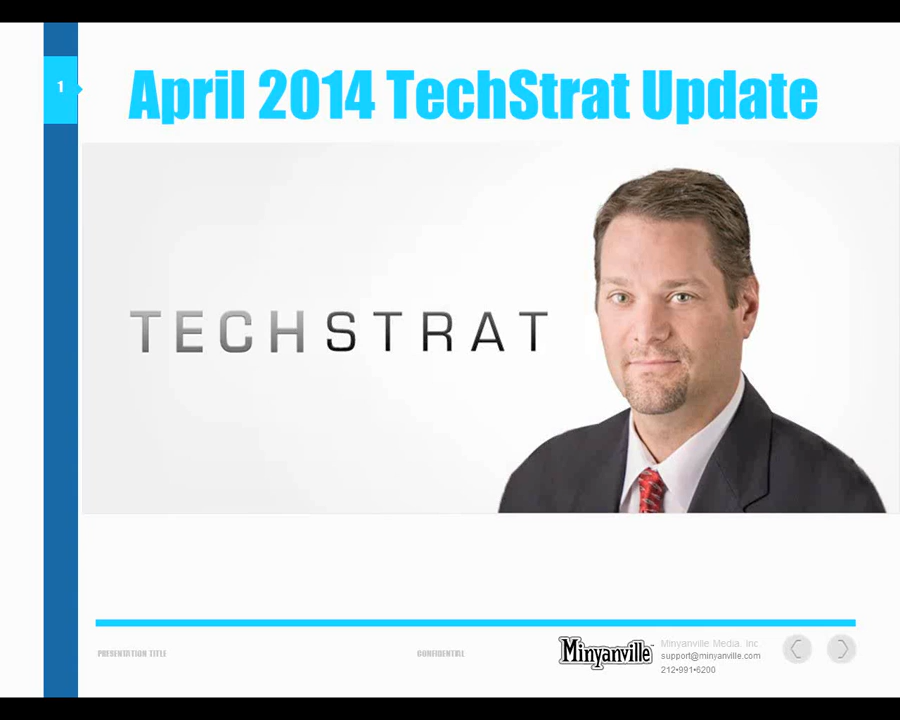 1
April 2014 TechStrat Update
TECHSTRAT
PRESENTATION TITLE
CONFIDENTIAL
Minyanville
Minyanville Media, Inc.
support@minyanville.com
212•991•6200